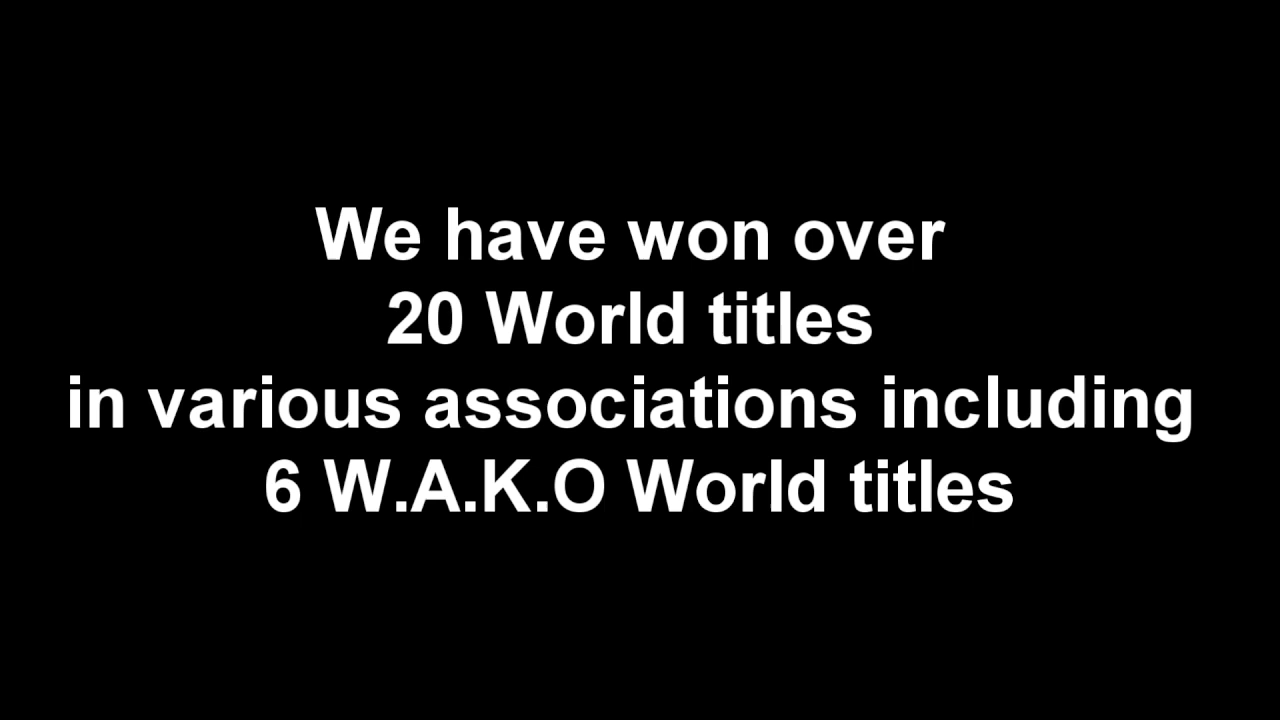 We have won over
20 World titles
in various associations including
6 W.A.K.O World titles